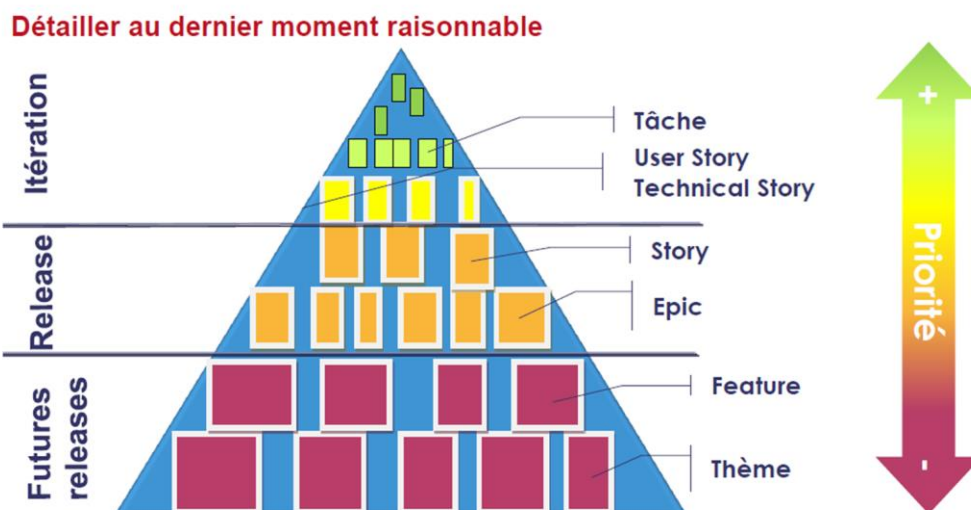 Détailler au dernier moment raisonnable
Itération
Tâche
User Story
Technical Story
Release
Story
Epic
Futures
releases
Feature
Thème
+
Priorité
-